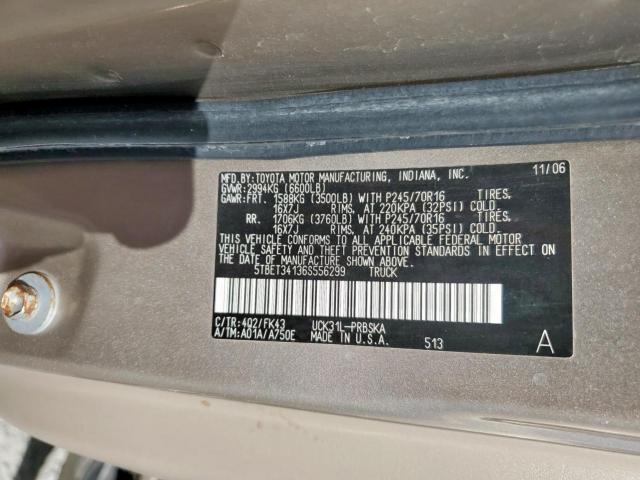 MFD. BY: TOYOTA MOTOR MANUFACTURING, INDIANA, INC. 11/06
GVWR: 2994KG (6600LB)
GAWR: FRT. 1588KG (3500LB) WITH P245/70R16 TIRES,
16X7J RIMS, AT 220KPA (32PSI) COLD
RR. 1706KG (3760LB) WITH P245/70R16 TIRES,
16X7J RIMS, AT 240KPA (35PSI) COLD
THIS VEHICLE CONFORMS TO ALL APPLICABLE FEDERAL MOTOR
VEHICLE SAFETY AND THEFT PREVENTION STANDARDS IN EFFECT ON
THE DATE OF MANUFACTURE SHOWN ABOVE.
5TBET34136S556299 TRUCK
C/TR: 4Q2/FK43 UCK31L-PRBSKA
A/TM: A01A/A750E MADE IN U.S.A. 513 A